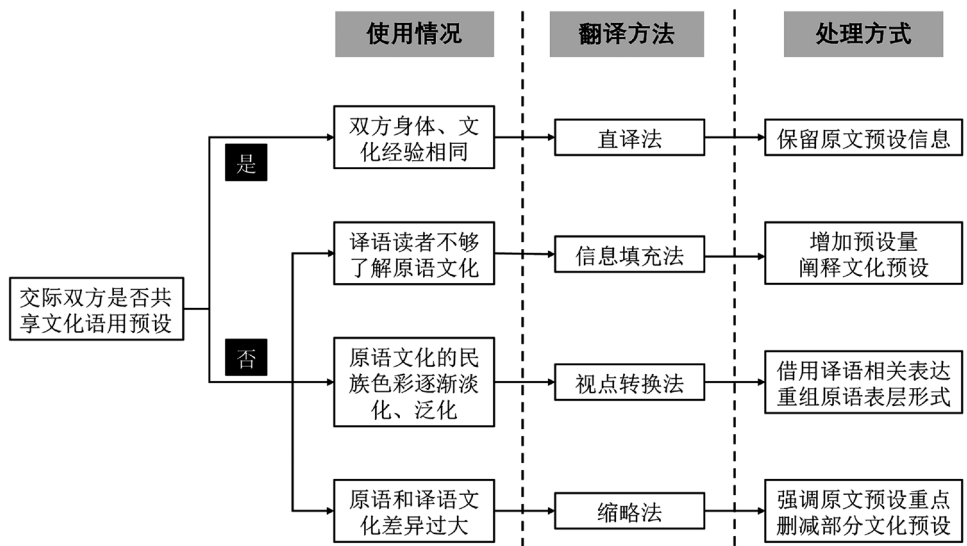 使用情况
翻译方法
处理方式
交际双方是否共
享文化语用预设
是
双方身体、文
化经验相同
直译法
保留原文预设信息
否
译语读者不够
了解原语文化
信息填充法
增加预设量
阐释文化预设
原语文化的民
族色彩逐渐淡
化、泛化
视点转换法
借用译语相关表达
重组原语表层形式
原语和译语文
化差异过大
缩略法
强调原文预设重点
删减部分文化预设